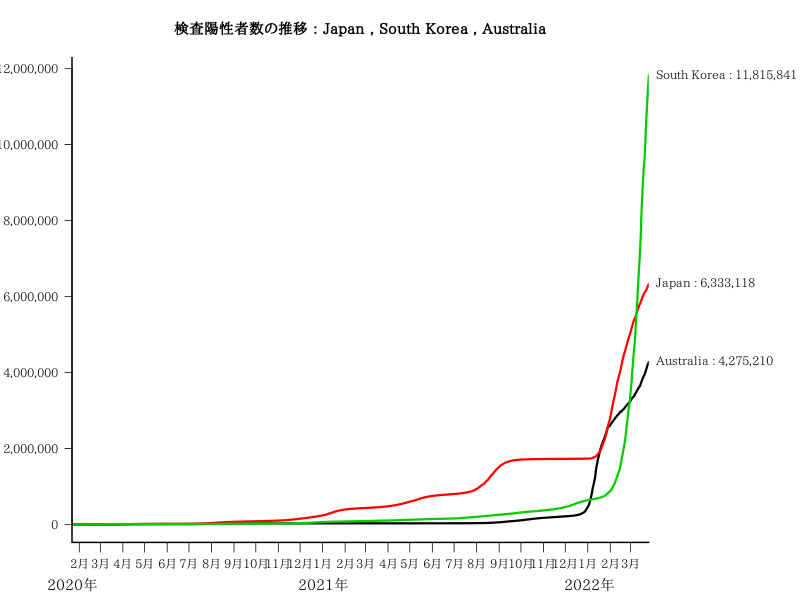 検査陽性者数の推移 : Japan , South Korea , Australia
12,000,000
10,000,000
8,000,000
6,000,000
4,000,000
2,000,000
0
South Korea : 11,815,841
Japan : 6,333,118
Australia : 4,275,210
2月 3月 4月 5月 6月 7月 8月 9月 10月 11月 12月 1月 2月 3月 4月 5月 6月 7月 8月 9月 10月 11月 12月 1月 2月 3月
2020年 2021年 2022年